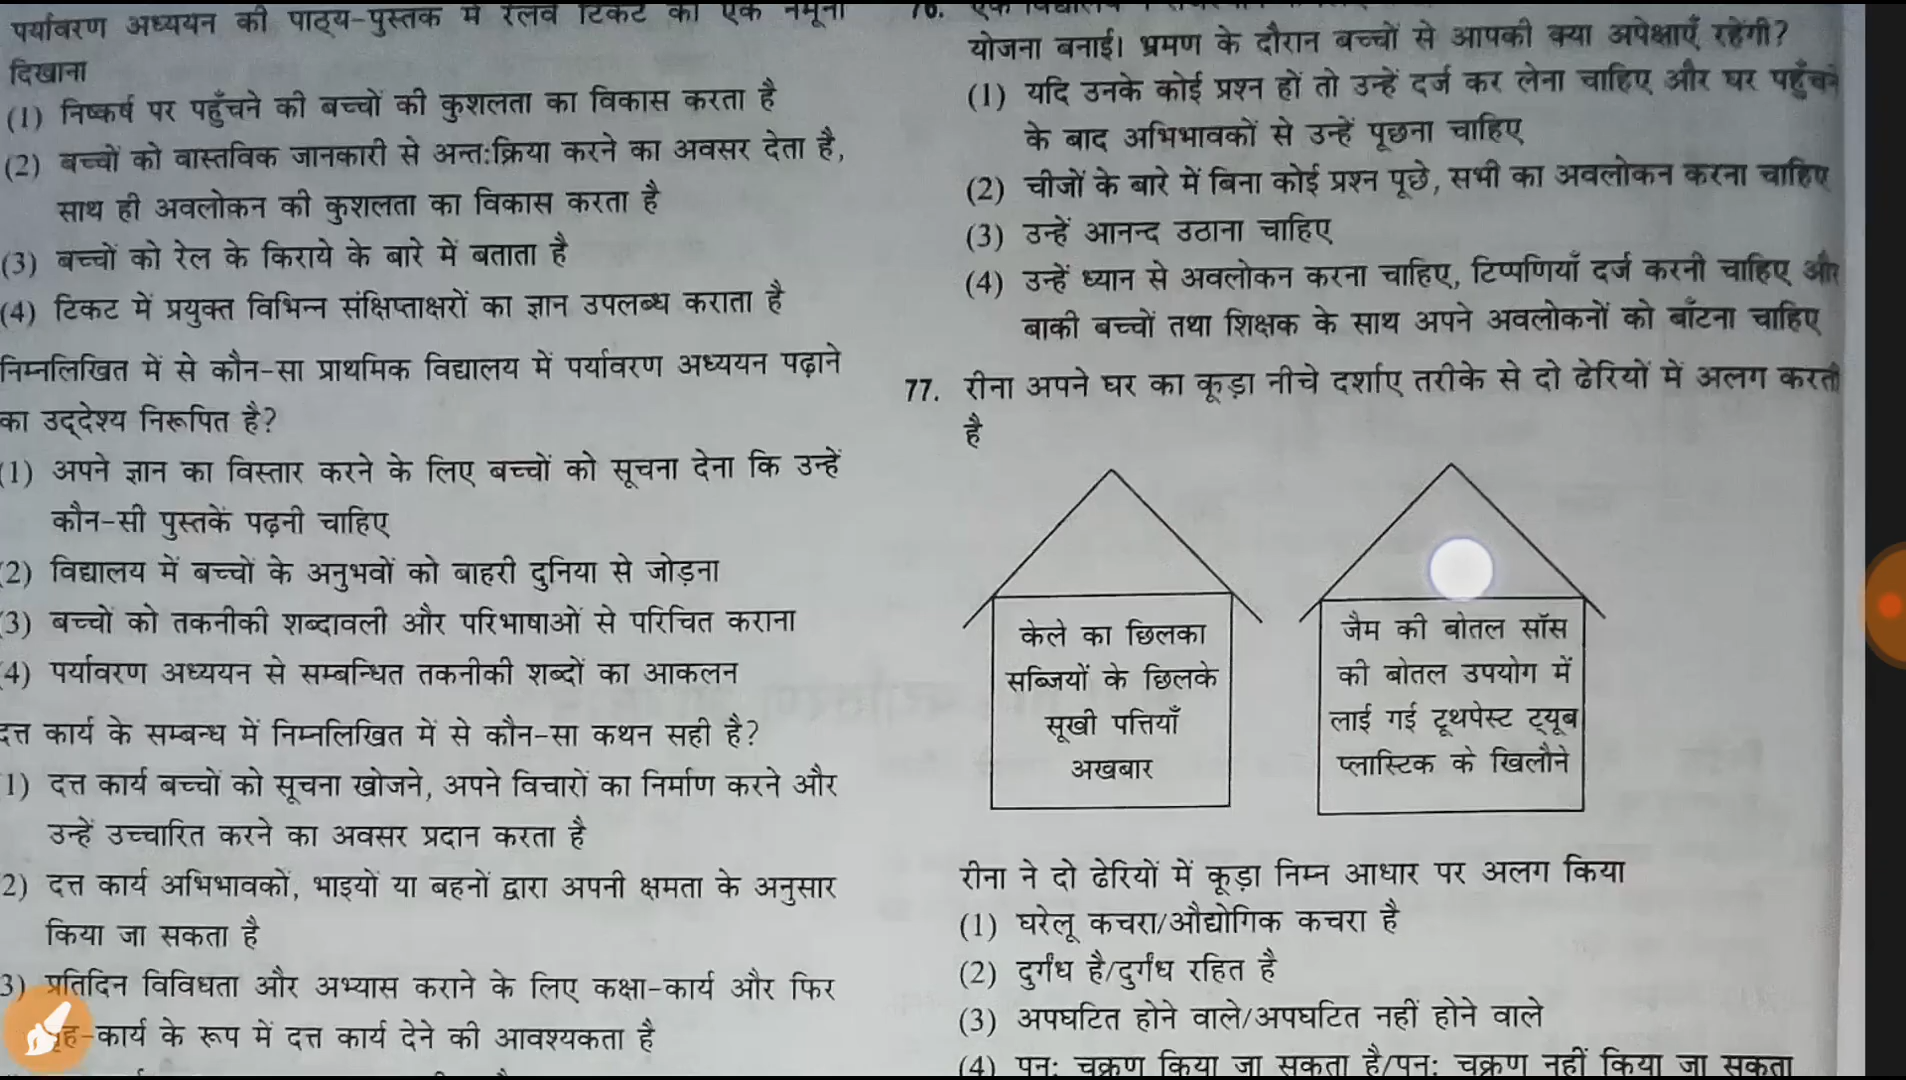 पर्यावरण अध्ययन की पाठ्य-पुस्तक में रेलवे टिकट का एक नमूना
दिखाना
(1) निष्कर्ष पर पहुँचने की बच्चों की कुशलता का विकास करता है
(2) बच्चों को वास्तविक जानकारी से अन्त:क्रिया करने का अवसर देता है,
साथ ही अवलोकन की कुशलता का विकास करता है
(3) बच्चों को रेल के किराये के बारे में बताता है
(4) टिकट में प्रयुक्त विभिन्न संक्षिप्ताक्षरों का ज्ञान उपलब्ध कराता है
निम्नलिखित में से कौन-सा प्राथमिक विद्यालय में पर्यावरण अध्ययन पढ़ाने
का उद्देश्य निरूपित है?
(1) अपने ज्ञान का विस्तार करने के लिए बच्चों को सूचना देना कि उन्हें
कौन-सी पुस्तकें पढ़नी चाहिए
(2) विद्यालय में बच्चों के अनुभवों को बाहरी दुनिया से जोड़ना
(3) बच्चों को तकनीकी शब्दावली और परिभाषाओं से परिचित कराना
(4) पर्यावरण अध्ययन से सम्बन्धित तकनीकी शब्दों का आकलन
दत्त कार्य के सम्बन्ध में निम्नलिखित में से कौन-सा कथन सही है?
1) दत्त कार्य बच्चों को सूचना खोजने, अपने विचारों का निर्माण करने और
उन्हें उच्चारित करने का अवसर प्रदान करता है
2) दत्त कार्य अभिभावकों, भाइयों या बहनों द्वारा अपनी क्षमता के अनुसार
किया जा सकता है
3) प्रतिदिन विविधता और अभ्यास कराने के लिए कक्षा-कार्य और फिर
गृह-कार्य के रूप में दत्त कार्य देने की आवश्यकता है
76. एक
योजना बनाई। भ्रमण के दौरान बच्चों से आपकी क्या अपेक्षाएँ रहेंगी?
(1) यदि उनके कोई प्रश्न हों तो उन्हें दर्ज कर लेना चाहिए और घर पहुँचने
के बाद अभिभावकों से उन्हें पूछना चाहिए
(2) चीजों के बारे में बिना कोई प्रश्न पूछे, सभी का अवलोकन करना चाहिए
(3) उन्हें आनन्द उठाना चाहिए
(4) उन्हें ध्यान से अवलोकन करना चाहिए, टिप्पणियाँ दर्ज करनी चाहिए और
बाकी बच्चों तथा शिक्षक के साथ अपने अवलोकनों को बाँटना चाहिए
77. रीना अपने घर का कूड़ा नीचे दर्शाए तरीके से दो ढेरियों में अलग करती
है
केले का छिलका
सब्जियों के छिलके
सूखी पत्तियाँ
अखबार
जैम की बोतल सॉस
की बोतल उपयोग में
लाई गई टूथपेस्ट ट्यूब
प्लास्टिक के खिलौने
रीना ने दो ढेरियों में कूड़ा निम्न आधार पर अलग किया
(1) घरेलू कचरा/औद्योगिक कचरा है
(2) दुर्गंध है/दुर्गंध रहित है
(3) अपघटित होने वाले/अपघटित नहीं होने वाले
(4) पुन: चक्रण किया जा सकता है/पुन: चक्रण नहीं किया जा सकता